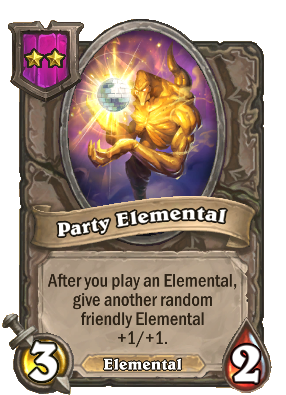 Party Elemental
After you play an Elemental,
give another random
friendly Elemental
+1/+1.
Elemental
3
2